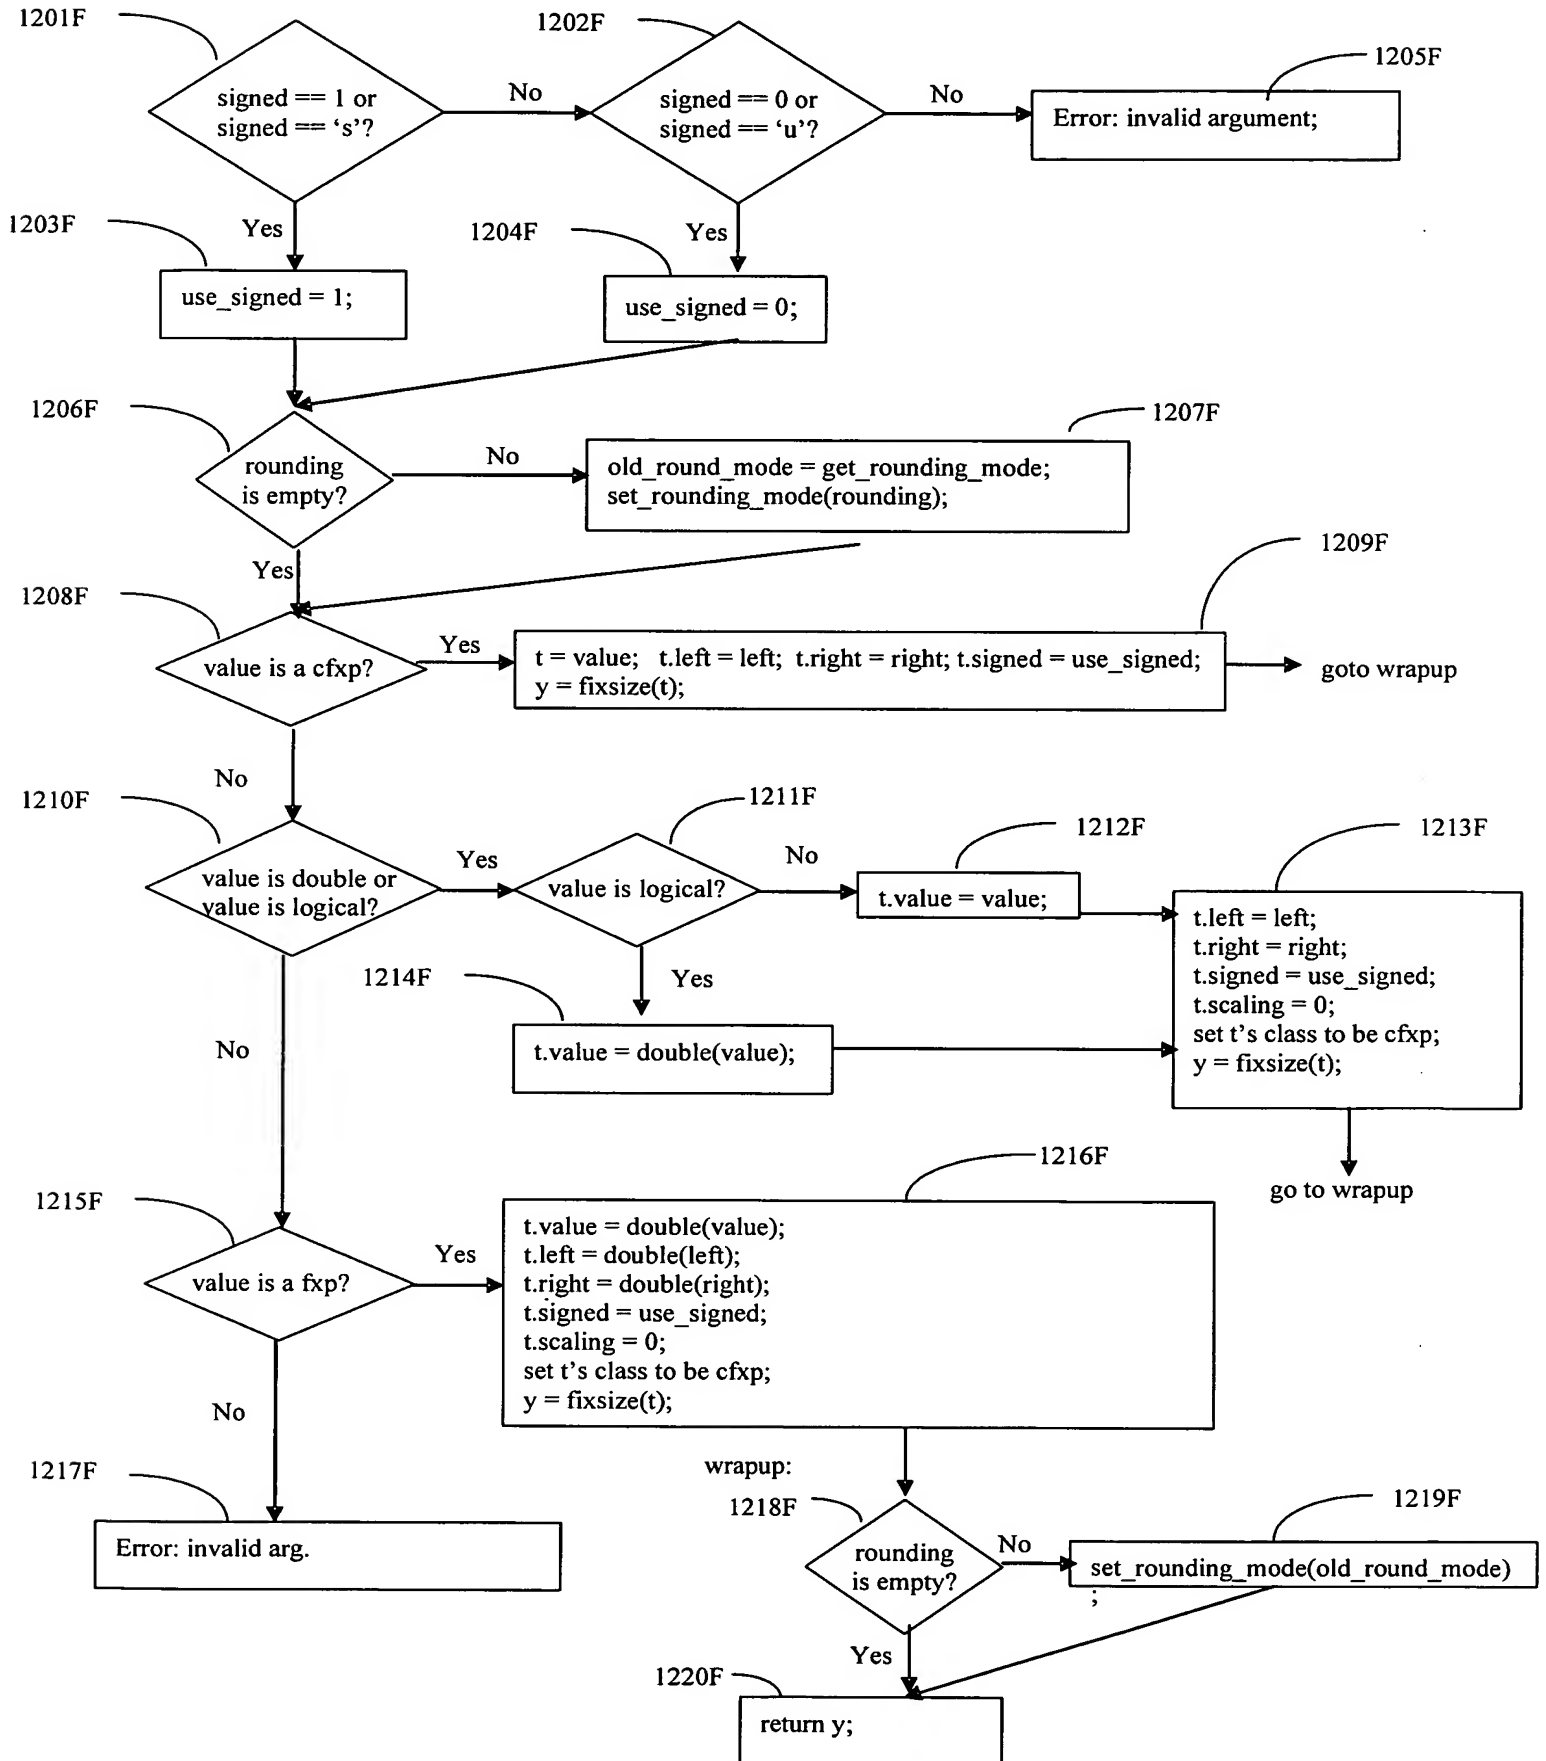 1201F
1202F
1205F
signed == 1 or
signed == ‘s’?
No
signed == 0 or
signed == ‘u’?
No
Error: invalid argument;
1203F
Yes
1204F
Yes
use_signed = 1;
use_signed = 0;
1206F
1207F
rounding
is empty?
No
old_round_mode = get_rounding_mode;
set_rounding_mode(rounding);
Yes
1208F
1209F
value is a cfxp?
Yes
t = value; t.left = left; t.right = right; t.signed = use_signed;
y = fixsize(t);
goto wrapup
No
1210F
1211F
1212F
1213F
value is double or
value is logical?
Yes
value is logical?
No
t.value = value;
t.left = left;
t.right = right;
t.signed = use_signed;
t.scaling = 0;
set t’s class to be cfxp;
y = fixsize(t);
1214F
Yes
No
t.value = double(value);
go to wrapup
1215F
1216F
value is a fxp?
Yes
t.value = double(value);
t.left = double(left);
t.right = double(right);
t.signed = use_signed;
t.scaling = 0;
set t’s class to be cfxp;
y = fixsize(t);
No
1217F
Error: invalid arg.
wrapup:
1218F
1219F
rounding
is empty?
No
set_rounding_mode(old_round_mode)
;
Yes
1220F
return y;